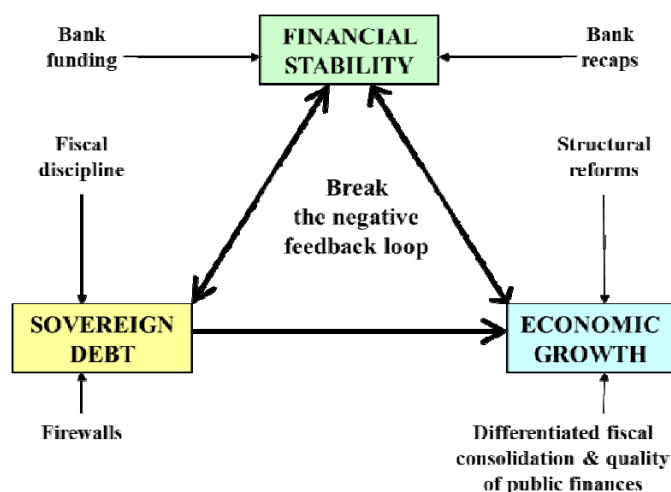 Bank
funding
FINANCIAL
STABILITY
Bank
recaps
Fiscal
discipline
Structural
reforms
Break
the negative
feedback loop
SOVEREIGN
DEBT
ECONOMIC
GROWTH
Firewalls
Differentiated fiscal
consolidation & quality
of public finances